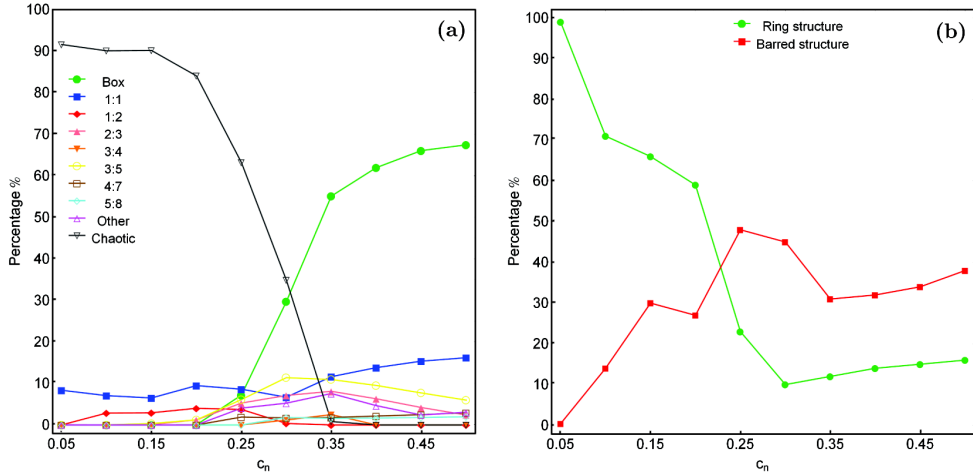 (a)
Percentage %
100
90
80
70
60
50
40
30
20
10
0
Box
1:1
1:2
2:3
3:4
3:5
4:7
5:8
Other
Chaotic
0.05 0.15 0.25 0.35 0.45
cn
(b)
Ring structure
Barred structure
Percentage %
100
90
80
70
60
50
40
30
20
10
0
0.05 0.15 0.25 0.35 0.45
cn